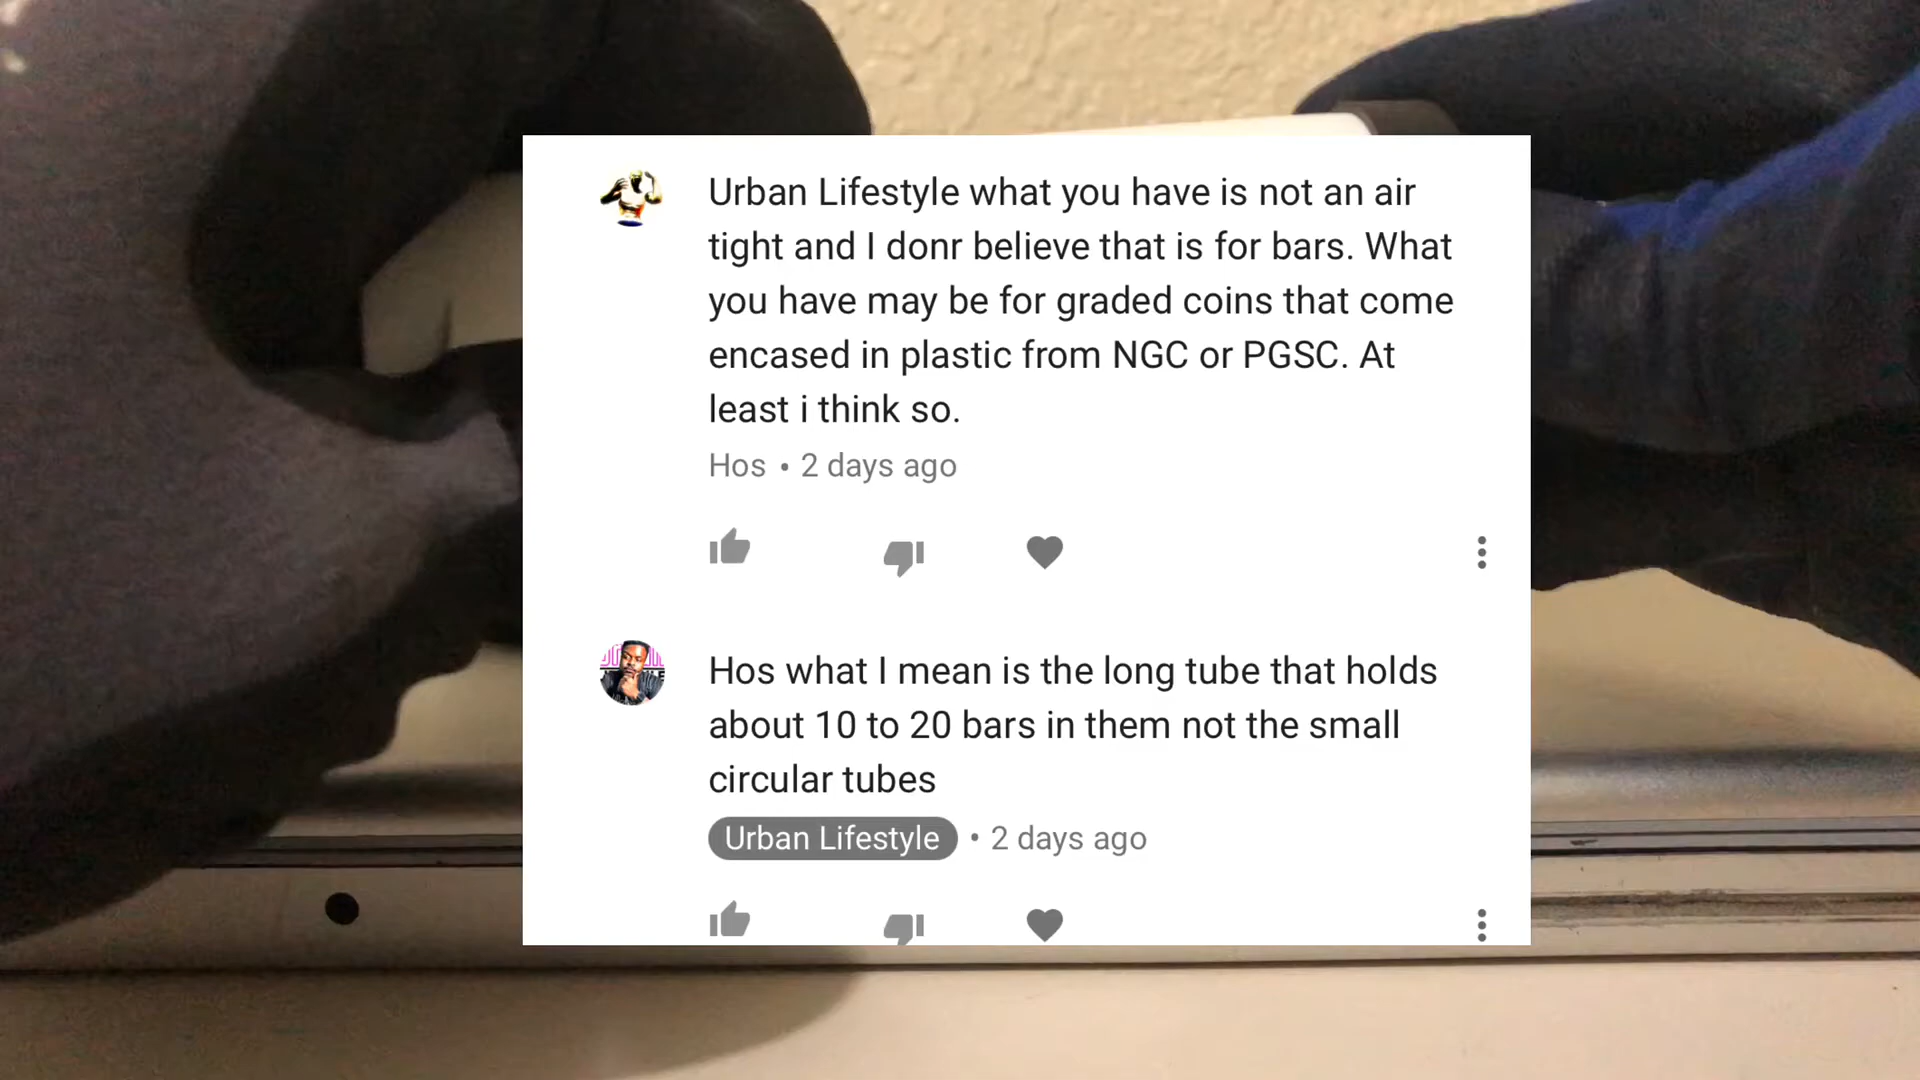 Urban Lifestyle what you have is not an air
tight and I donr believe that is for bars. What
you have may be for graded coins that come
encased in plastic from NGC or PGSC. At
least i think so.
Hos • 2 days ago
Hos what I mean is the long tube that holds
about 10 to 20 bars in them not the small
circular tubes
Urban Lifestyle • 2 days ago